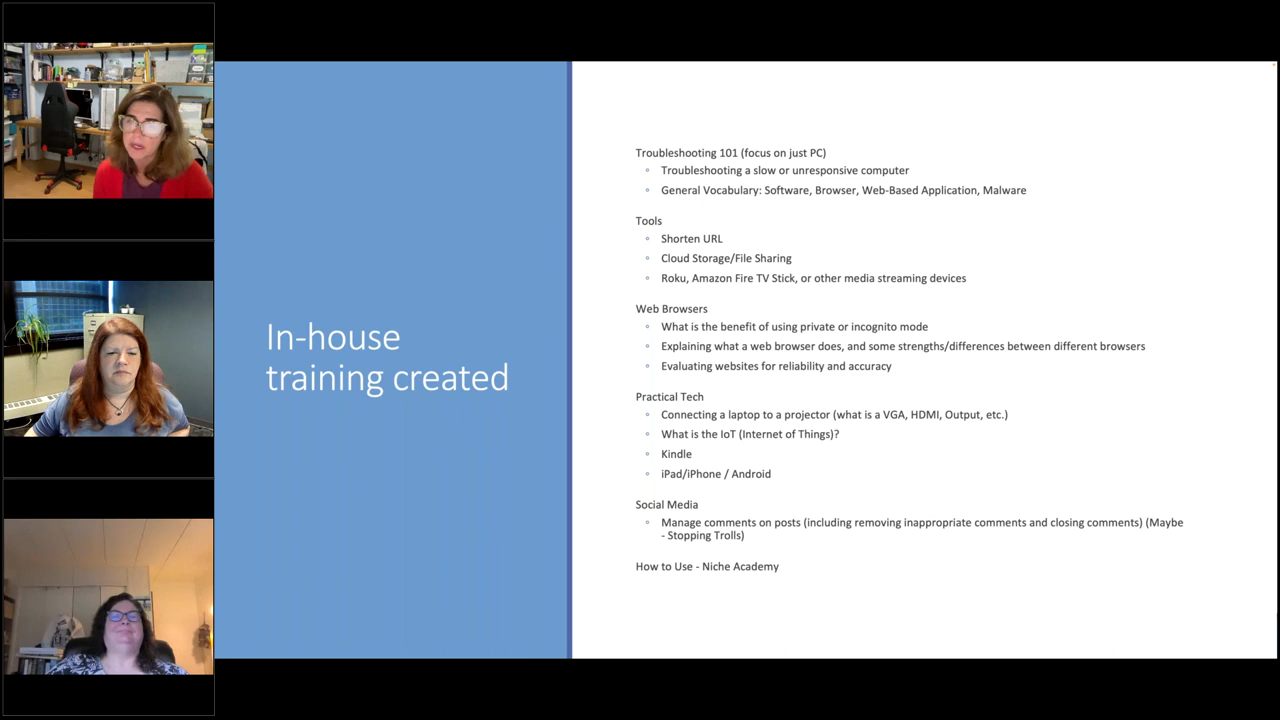 In-house
training created
Troubleshooting 101 (focus on just PC)
Troubleshooting a slow or unresponsive computer
General Vocabulary: Software, Browser, Web-Based Application, Malware
Tools
Shorten URL
Cloud Storage/File Sharing
Roku, Amazon Fire TV Stick, or other media streaming devices
Web Browsers
What is the benefit of using private or incognito mode
Explaining what a web browser does, and some strengths/differences between different browsers
Evaluating websites for reliability and accuracy
Practical Tech
Connecting a laptop to a projector (what is a VGA, HDMI, Output, etc.)
What is the IoT (Internet of Things)?
Kindle
iPad/iPhone / Android
Social Media
Manage comments on posts (including removing inappropriate comments and closing comments) (Maybe
- Stopping Trolls)
How to Use - Niche Academy